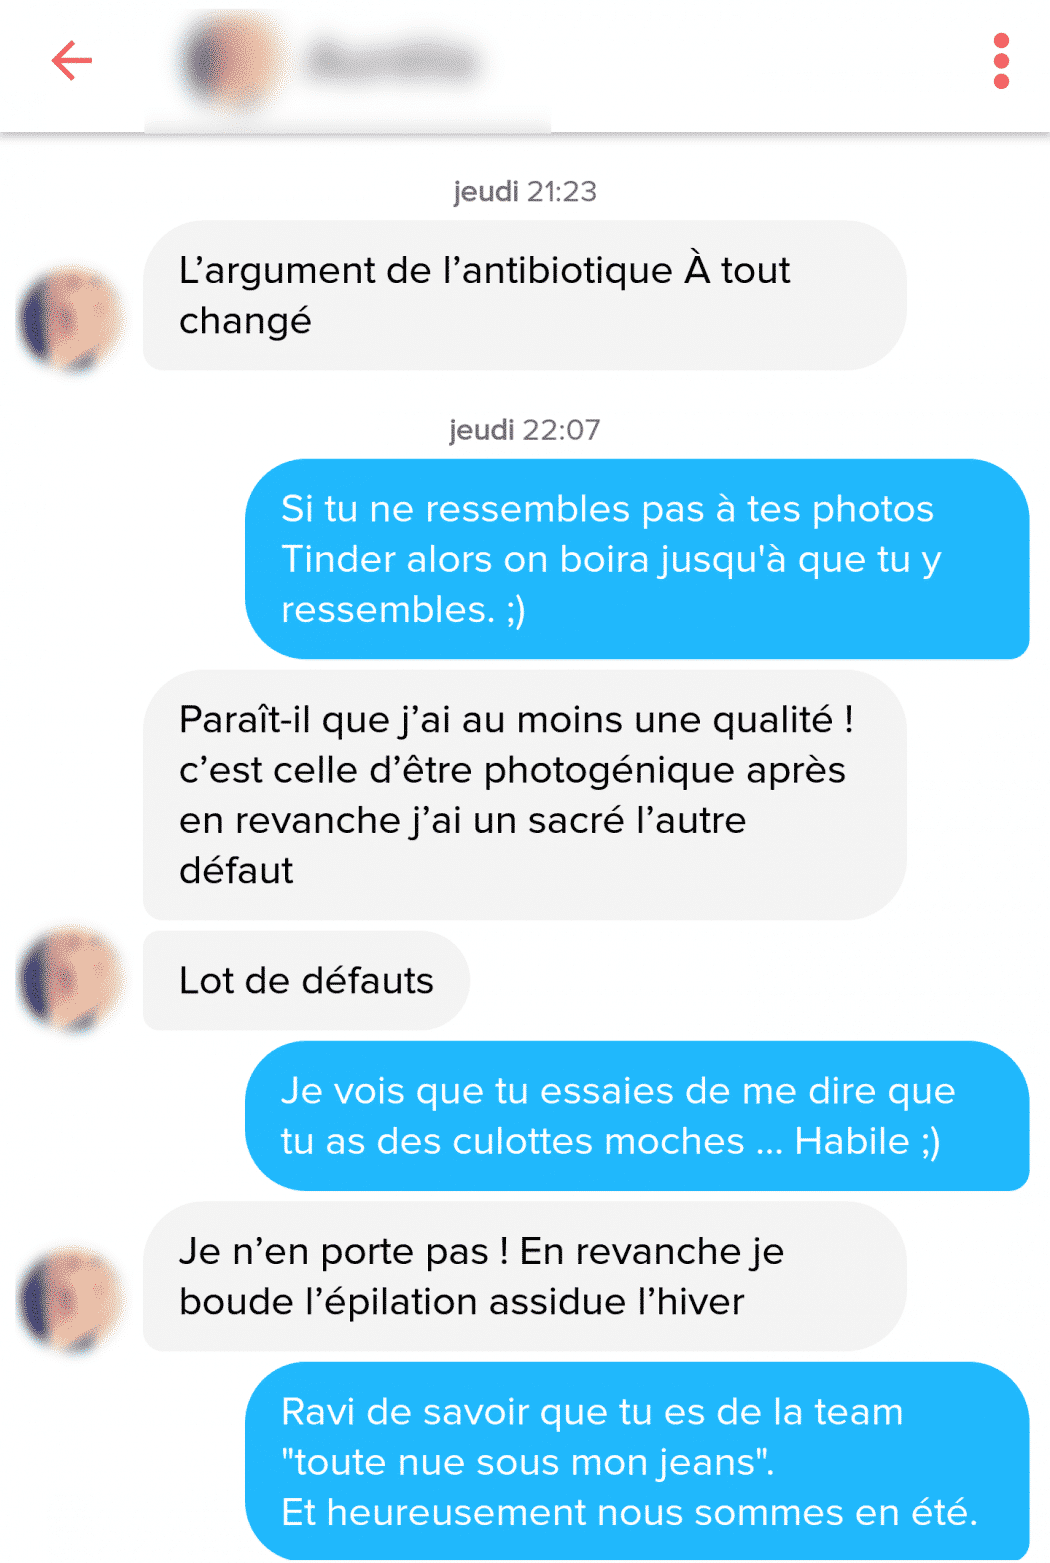 jeudi 21:23
L’argument de l’antibiotique À tout
changé
jeudi 22:07
Si tu ne ressembles pas à tes photos
Tinder alors on boira jusqu'à que tu y
ressembles. ;)
Paraît-il que j’ai au moins une qualité !
c’est celle d’être photogénique après
en revanche j’ai un sacré l’autre
défaut
Lot de défauts
Je vois que tu essaies de me dire que
tu as des culottes moches ... Habile ;)
Je n’en porte pas ! En revanche je
boude l’épilation assidue l’hiver
Ravi de savoir que tu es de la team
"toute nue sous mon jeans".
Et heureusement nous sommes en été.